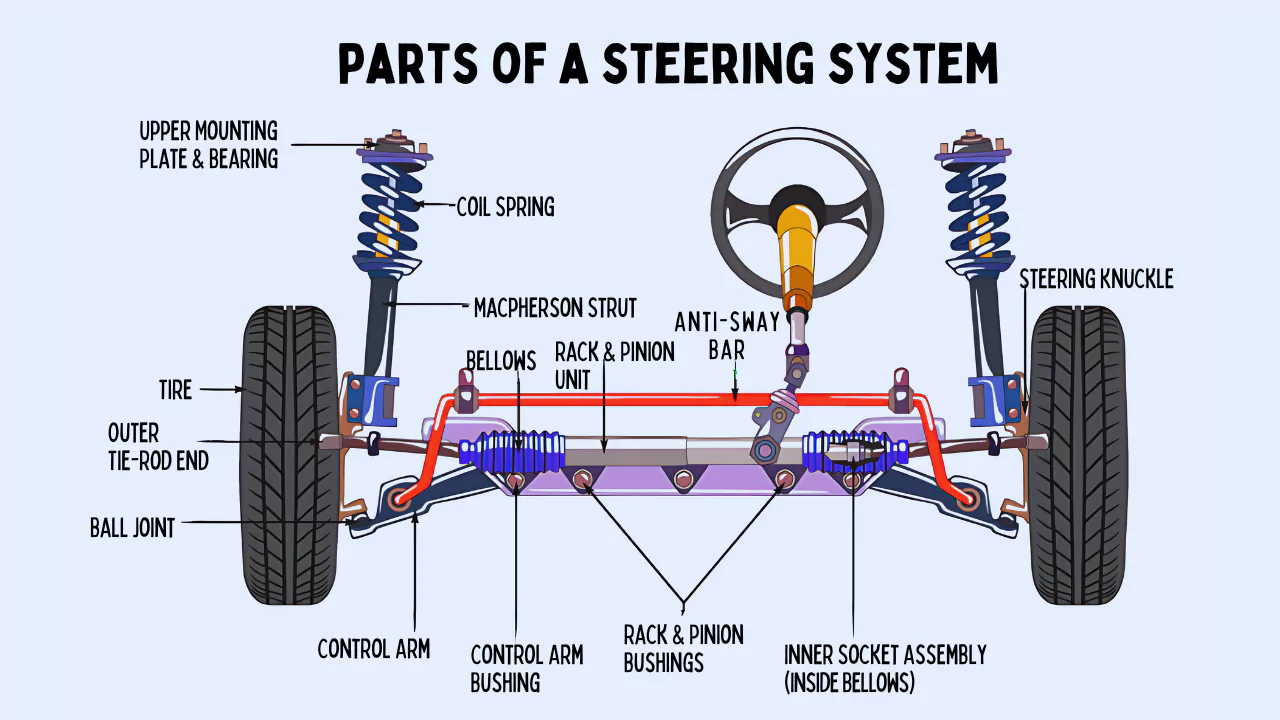 PARTS OF A STEERING SYSTEM
UPPER MOUNTING
PLATE & BEARING
COIL SPRING
STEERING KNUCKLE
MACPHERSON STRUT
ANTI-SWAY
BAR
BELLOWS
RACK & PINION
UNIT
TIRE
OUTER
TIE-ROD END
BALL JOINT
CONTROL ARM
CONTROL ARM
BUSHING
RACK & PINION
BUSHINGS
INNER SOCKET ASSEMBLY
(INSIDE BELLOWS)